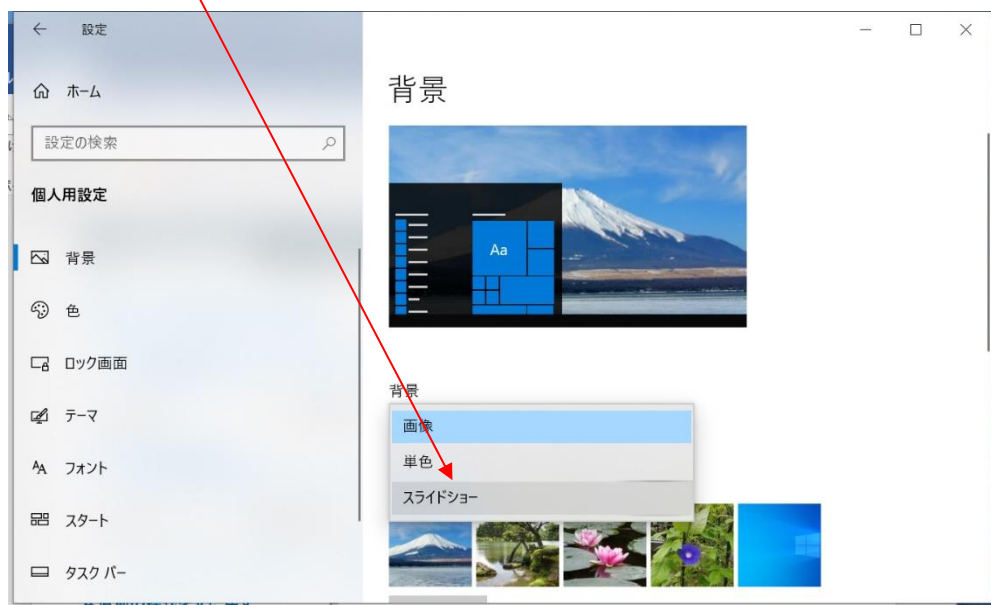 設定
ホーム
設定の検索
個人用設定
背景
色
ロック画面
テーマ
フォント
スタート
タスク バー
背景
Aa
背景
画像
単色
スライドショー